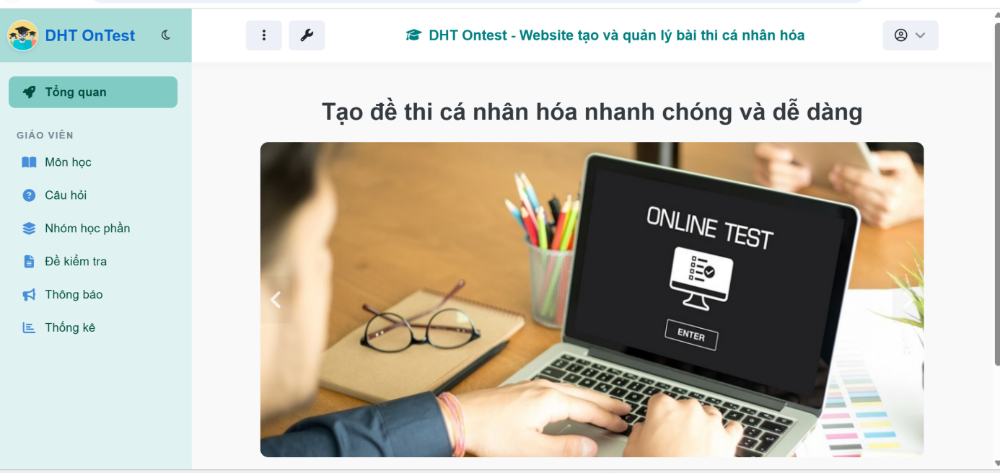 DHT OnTest
DHT Ontest - Website tạo và quản lý bài thi cá nhân hóa
Tổng quan
GIÁO VIÊN
Môn học
Câu hỏi
Nhóm học phần
Đề kiểm tra
Thông báo
Thống kê
Tạo đề thi cá nhân hóa nhanh chóng và dễ dàng
ONLINE TEST
ENTER